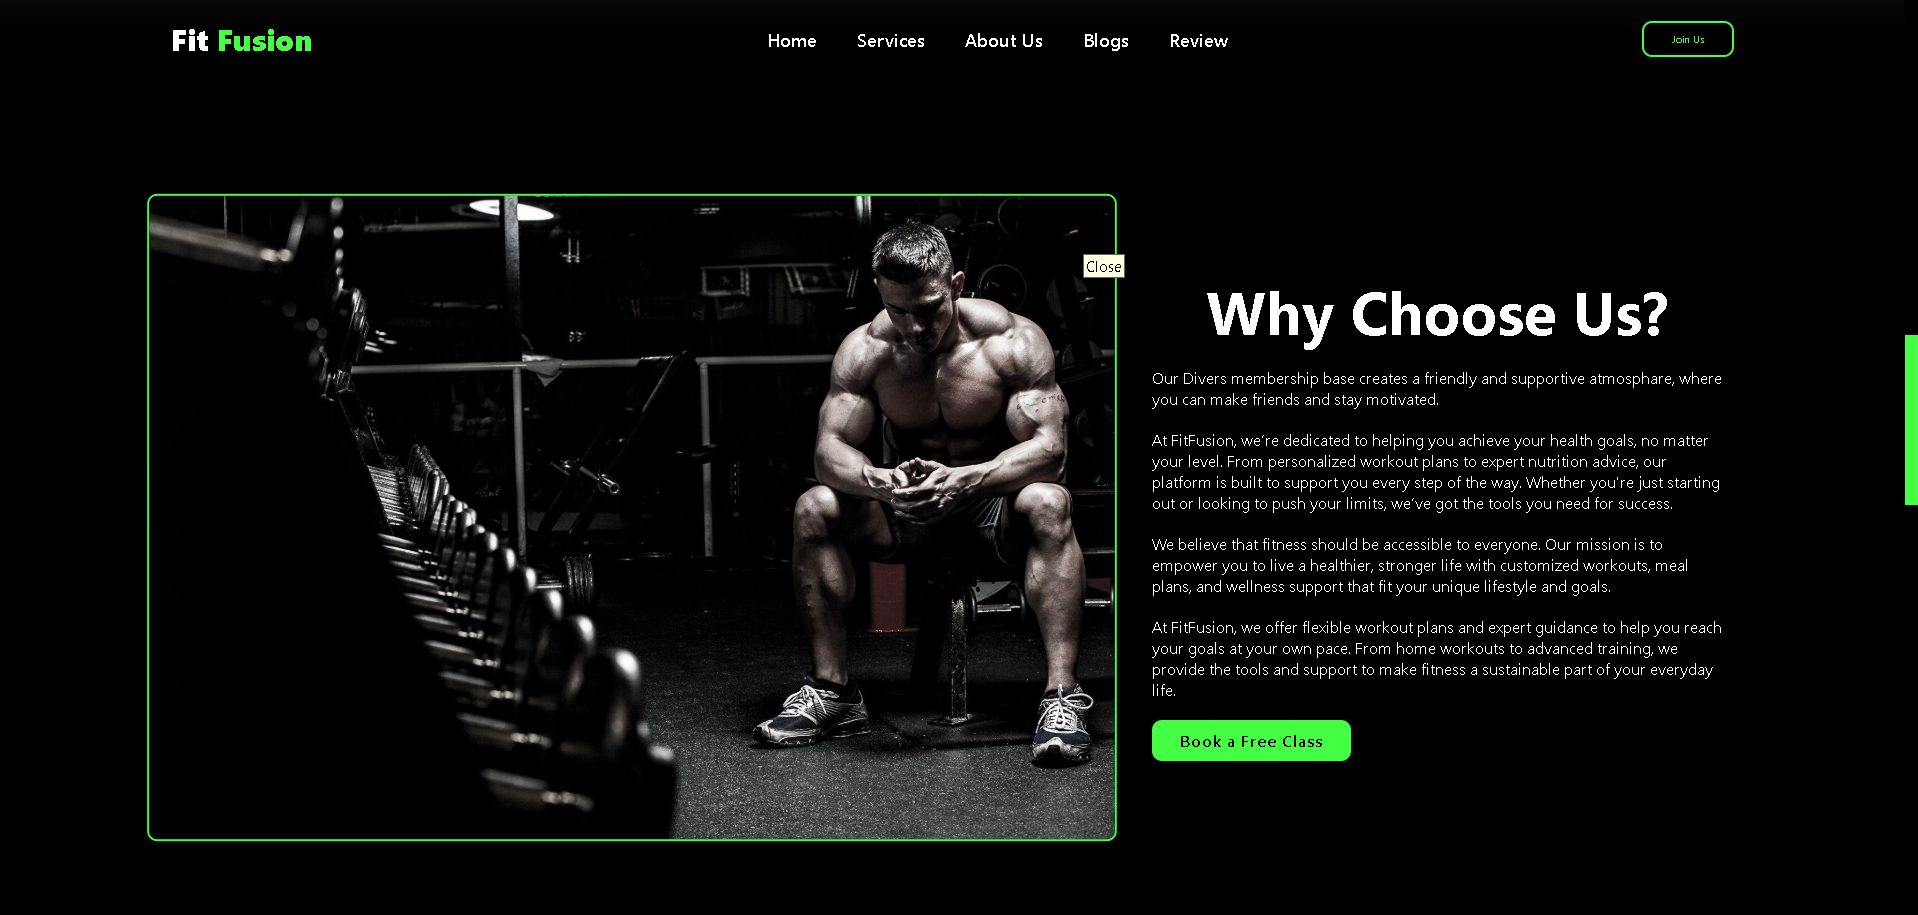 Fit Fusion
Home Services About Us Blogs Review
Join Us
Close
Why Choose Us?
Our Divers membership base creates a friendly and supportive atmosphare, where
you can make friends and stay motivated.
At FitFusion, we’re dedicated to helping you achieve your health goals, no matter
your level. From personalized workout plans to expert nutrition advice, our
platform is built to support you every step of the way. Whether you’re just starting
out or looking to push your limits, we’ve got the tools you need for success.
We believe that fitness should be accessible to everyone. Our mission is to
empower you to live a healthier, stronger life with customized workouts, meal
plans, and wellness support that fit your unique lifestyle and goals.
At FitFusion, we offer flexible workout plans and expert guidance to help you reach
your goals at your own pace. From home workouts to advanced training, we
provide the tools and support to make fitness a sustainable part of your everyday
life.
Book a Free Class